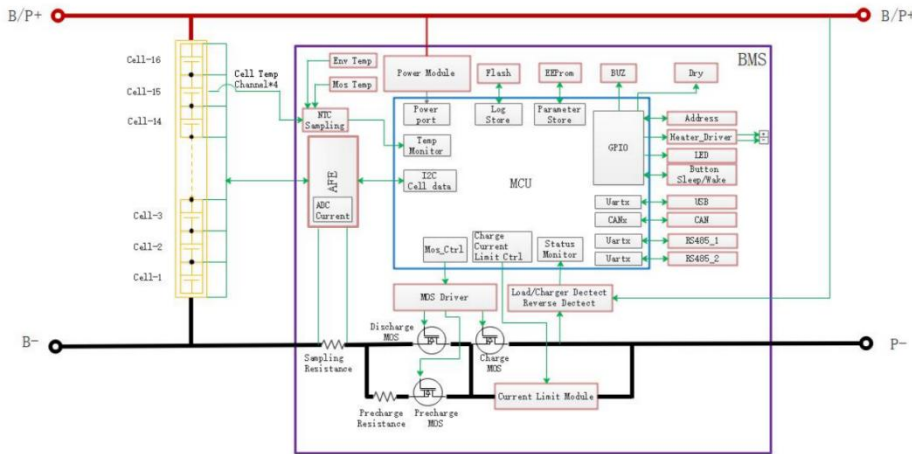 B/P+
B/P+
BMS
Cell-16
Cell-15
Cell-14
Cell-3
Cell-2
Cell-1
Cell Temp
Channel*4
Env Temp
Mos Temp
NTC
Sampling
Power Module
Flash
EEProm
BUZ
Dry
Power
port
Log
Store
Parameter
Store
GPIO
Address
Heater_Driver
LED
Button
Sleep/Wake
Temp
Monitor
MCU
AFE
ADC
Current
I2C
Cell data
Uartx
USB
CANx
CAN
Uartx
RS485_1
Uartx
RS485_2
Mos_Ctrl
Charge
Current
Limit Ctrl
Status
Monitor
MOS Driver
Load/Charger Dectect
Reverse Dectect
B-
P-
Discharge
MOS
Charge
MOS
Sampling
Resistance
Precharge
Resistance
Precharge
MOS
Current Limit Module